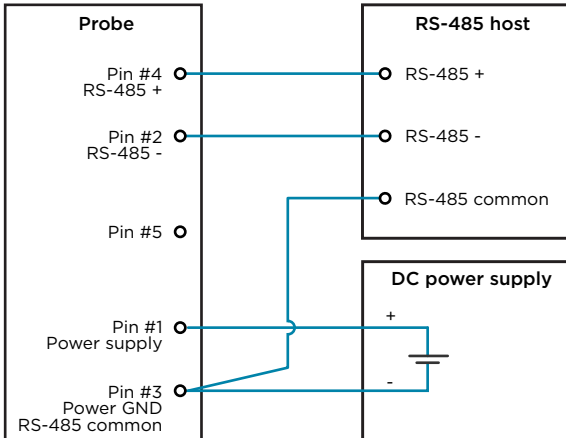 Probe
Pin #4
RS-485 +
Pin #2
RS-485 -
Pin #5
Pin #1
Power supply
Pin #3
Power GND
RS-485 common
RS-485 host
RS-485 +
RS-485 -
RS-485 common
DC power supply
+
-